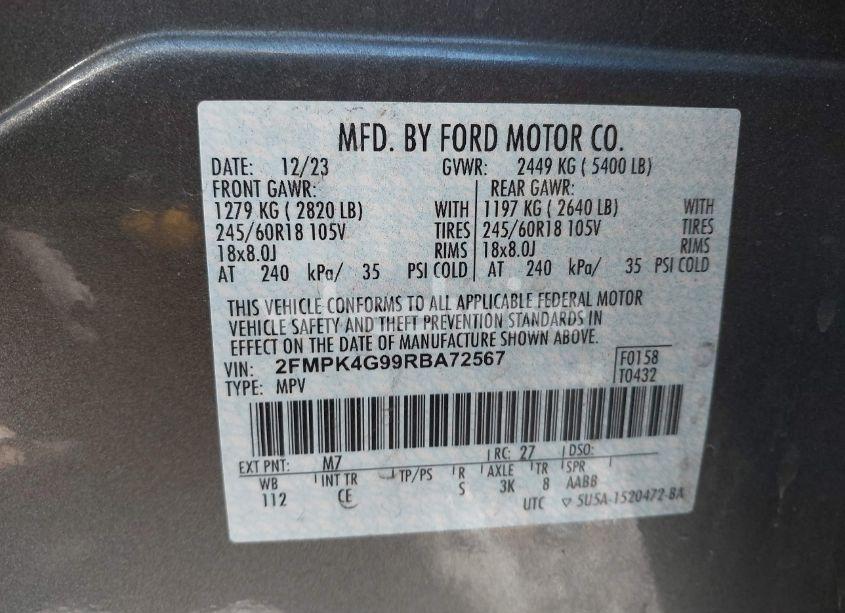 MFD. BY FORD MOTOR CO.
DATE: 12/23 GVWR: 2449 KG ( 5400 LB)
FRONT GAWR: REAR GAWR:
1279 KG ( 2820 LB) WITH 1197 KG ( 2640 LB) WITH
245/60R18 105V TIRES 245/60R18 105V TIRES
18x8.0J RIMS 18x8.0J RIMS
AT 240 kPa/ 35 PSI COLD AT 240 kPa/ 35 PSI COLD
THIS VEHICLE CONFORMS TO ALL APPLICABLE FEDERAL MOTOR
VEHICLE SAFETY AND THEFT PREVENTION STANDARDS IN
EFFECT ON THE DATE OF MANUFACTURE SHOWN ABOVE.
VIN: 2FMPK4G99RBA72567 F0158
TYPE: MPV T0432
EXT PNT: M7 RC: 27 DSO:
WB INT TR TP/PS R AXLE TR SPR
112 CE S 3K 8 AABB
UTC ▽ 5U5A-1520472-BA